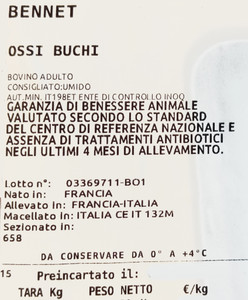 BENNET
OSSI BUCHI
BOVINO ADULTO
CONSIGLIATO:UMIDO
AUT.MIN. IT198ET ENTE DI CONTROLLO INOQ
GARANZIA DI BENESSERE ANIMALE
VALUTATO SECONDO LO STANDARD
DEL CENTRO DI REFERENZA NAZIONALE E
ASSENZA DI TRATTAMENTI ANTIBIOTICI
NEGLI ULTIMI 4 MESI DI ALLEVAMENTO.
Lotto n°: 03369711-BO1
Nato in: FRANCIA
Allevato in: FRANCIA-ITALIA
Macellato In: ITALIA CE IT 132M
Sezionato in:
658
DA CONSERVARE DA 0° A +4°C
15 Preincartato il:
TARA Kg PESO NETTO €/kg